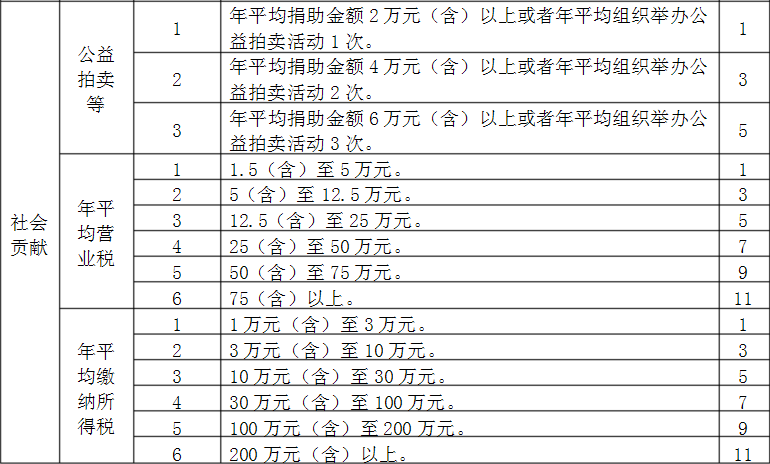 社会
贡献
公益
拍卖
等
1
年平均捐助金额 2 万元（含）以上或者年平均组织举办公
益拍卖活动 1 次。
1
2
年平均捐助金额 4 万元（含）以上或者年平均组织举办公
益拍卖活动 2 次。
3
3
年平均捐助金额 6 万元（含）以上或者年平均组织举办公
益拍卖活动 3 次。
5
年平
均营
业税
1
1.5（含）至 5 万元。
1
2
5（含）至 12.5 万元。
3
3
12.5（含）至 25 万元。
5
4
25（含）至 50 万元。
7
5
50（含）至 75 万元。
9
6
75（含）以上。
11
年平
均缴
纳所
得税
1
1 万元（含）至 3 万元。
1
2
3 万元（含）至 10 万元。
3
3
10 万元（含）至 30 万元。
5
4
30 万元（含）至 100 万元。
7
5
100 万元（含）至 200 万元。
9
6
200 万元（含）以上。
11